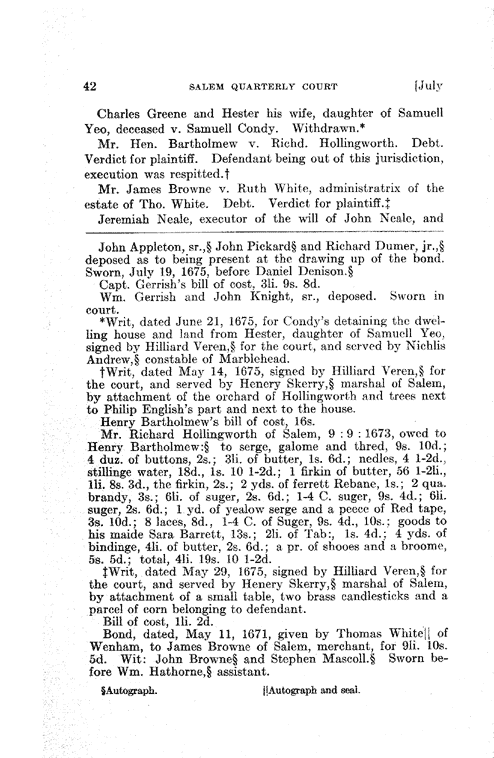 42 SALEM QUARTERLY COURT [July
Charles Greene and Hester his wife, daughter of Samuell
Yeo, deceased v. Samuell Condy. Withdrawn.*
Mr. Hen. Bartholmew v. Richd. Hollingworth. Debt.
Verdict for plaintiff. Defendant being out of this jurisdiction,
execution was respitted.†
Mr. James Browne v. Ruth White, administratrix of the
estate of Tho. White. Debt. Verdict for plaintiff.‡
Jeremiah Neale, executor of the will of John Neale, and
John Appleton, sr.,§ John Pickard§ and Richard Dumer, jr.,§
deposed as to being present at the drawing up of the bond.
Sworn, July 19, 1675, before Daniel Denison.§
Capt. Gerrish's bill of cost, 3li. 9s. 8d.
Wm. Gerrish and John Knight, sr., deposed. Sworn in
court.
*Writ, dated June 21, 1675, for Condy's detaining the dwel-
ling house and land from Hester, daughter of Samuell Yeo,
signed by Hilliard Veren,§ for the court, and served by Nichlis
Andrew,§ constable of Marblehead.
†Writ, dated May 14, 1675, signed by Hilliard Veren,§ for
the court, and served by Henery Skerry,§ marshal of Salem,
by attachment of the orchard of Hollingworth and trees next
to Philip English's part and next to the house.
Henry Bartholmew's bill of cost, 16s.
Mr. Richard Hollingworth of Salem, 9 : 9 : 1673, owed to
Henry Bartholmew:§ to serge, galome and thred, 9s. 10d.;
4 duz. of buttons, 2s.; 3li. of butter, 1s. 6d.; nedles, 4 1-2d.,
stillinge water, 18d., 1s. 10 1-2d.; 1 firkin of butter, 56 1-2li.,
1li. 8s. 3d., the firkin, 2s.; 2 yds. of ferrett Rebane, 1s.; 2 qua.
brandy, 3s.; 6li. of suger, 2s. 6d.; 1-4 C. suger, 9s. 4d.; 6li.
suger, 2s. 6d.; 1 yd. of yealow serge and a peece of Red tape,
3s. 10d.; 8 laces, 8d., 1-4 C. of Suger, 9s. 4d., 10s.; goods to
his maide Sara Barrett, 13s.; 2li. of Tab:, 1s. 4d.; 4 yds. of
bindinge, 4li. of butter, 2s. 6d.; a pr. of shooes and a broome,
5s. 5d.; total, 4li. 19s. 10 1-2d.
‡Writ, dated May 29, 1675, signed by Hilliard Veren,§ for
the court, and served by Henery Skerry,§ marshal of Salem,
by attachment of a small table, two brass candlesticks and a
parcel of corn belonging to defendant.
Bill of cost, 1li. 2d.
Bond, dated, May 11, 1671, given by Thomas White|| of
Wenham, to James Browne of Salem, merchant, for 9li. 10s.
5d. Wit: John Browne§ and Stephen Mascoll.§ Sworn be-
fore Wm. Hathorne,§ assistant.
§Autograph. ||Autograph and seal.